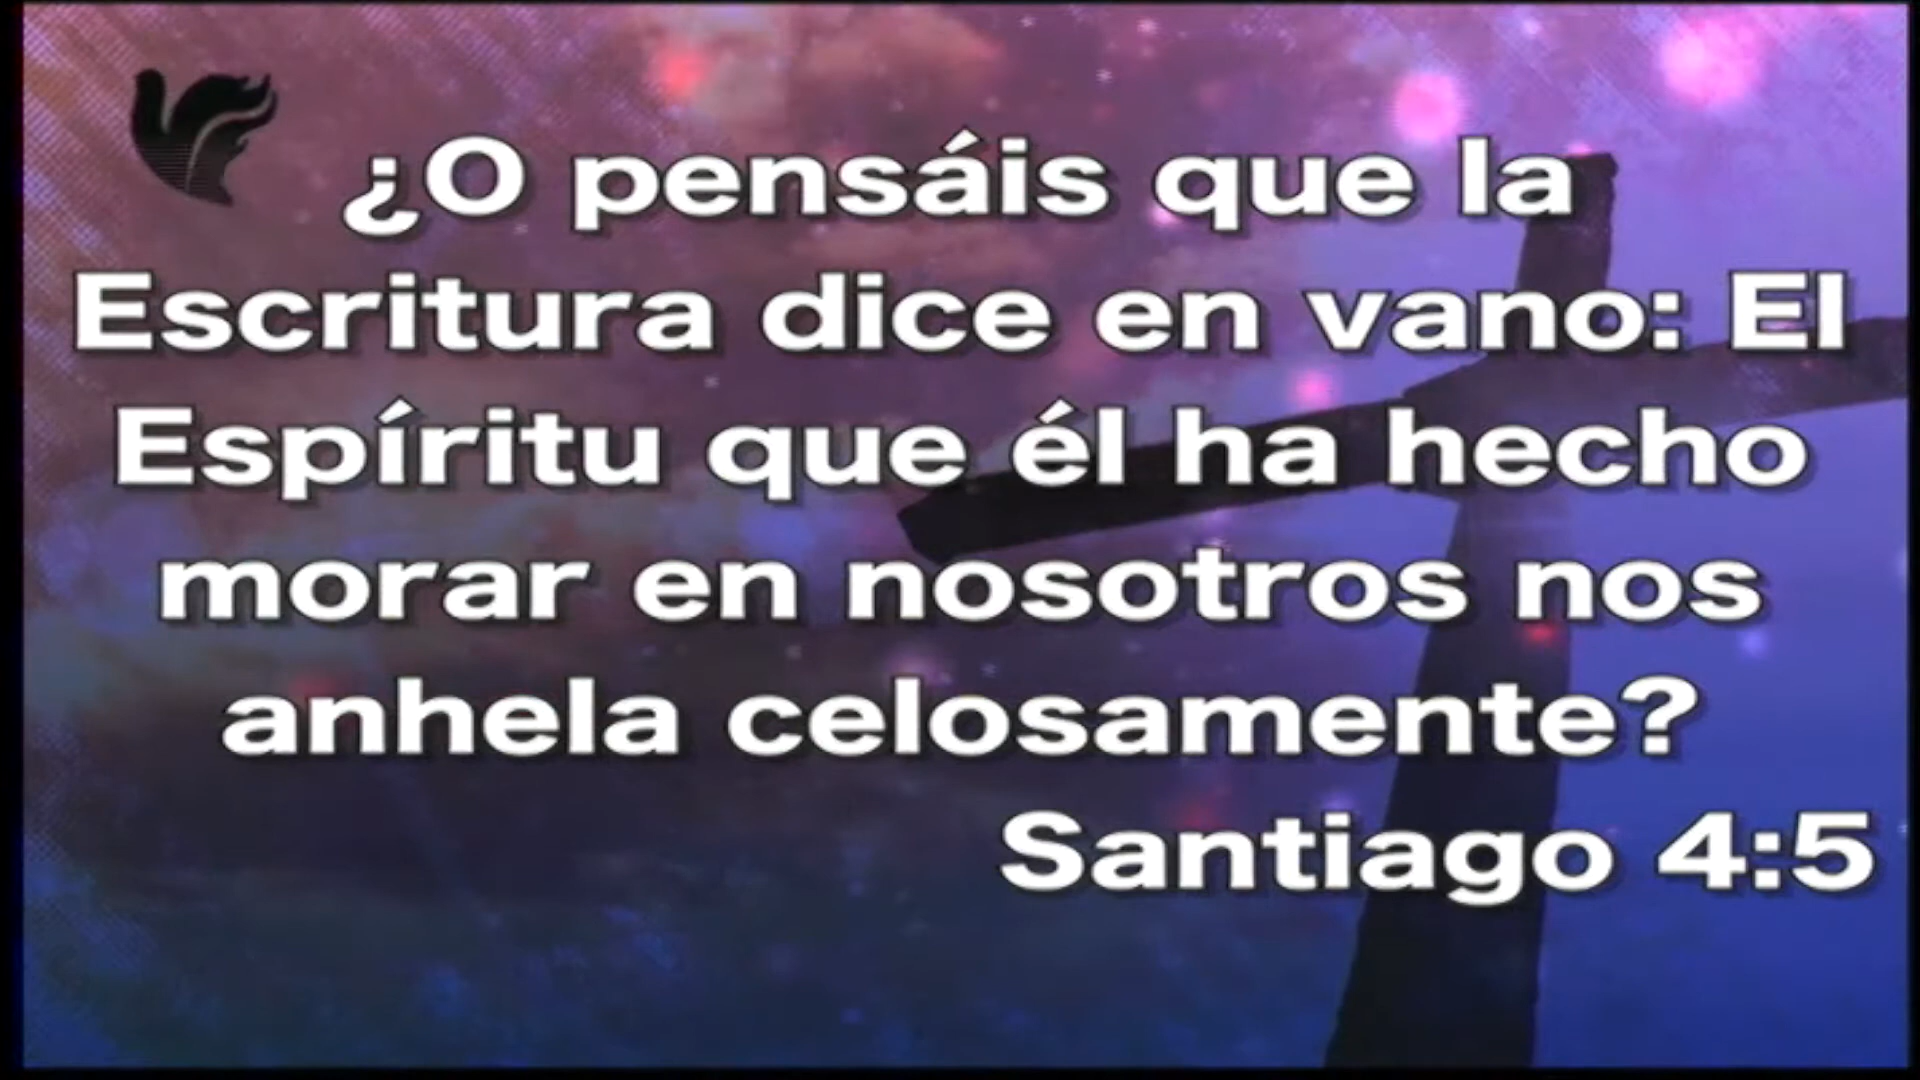 ¿O pensáis que la
Escritura dice en vano: El
Espíritu que él ha hecho
morar en nosotros nos
anhela celosamente?
Santiago 4:5